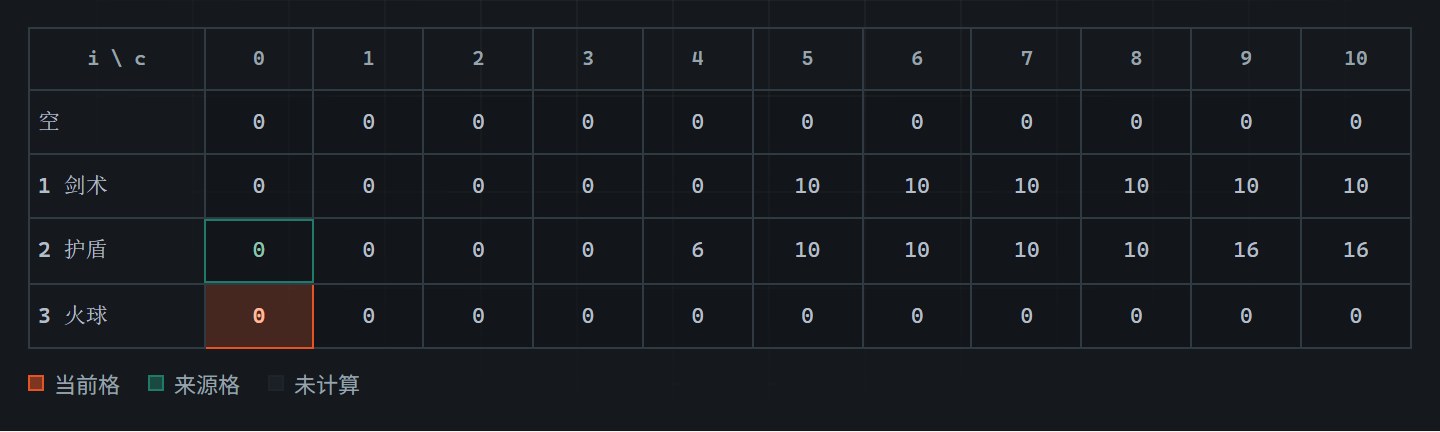 i \ c 0 1 2 3 4 5 6 7 8 9 10
空 0 0 0 0 0 0 0 0 0 0 0
1 剑术 0 0 0 0 0 10 10 10 10 10 10
2 护盾 0 0 0 0 6 10 10 10 10 16 16
3 火球 0 0 0 0 0 0 0 0 0 0 0
当前格 来源格 未计算